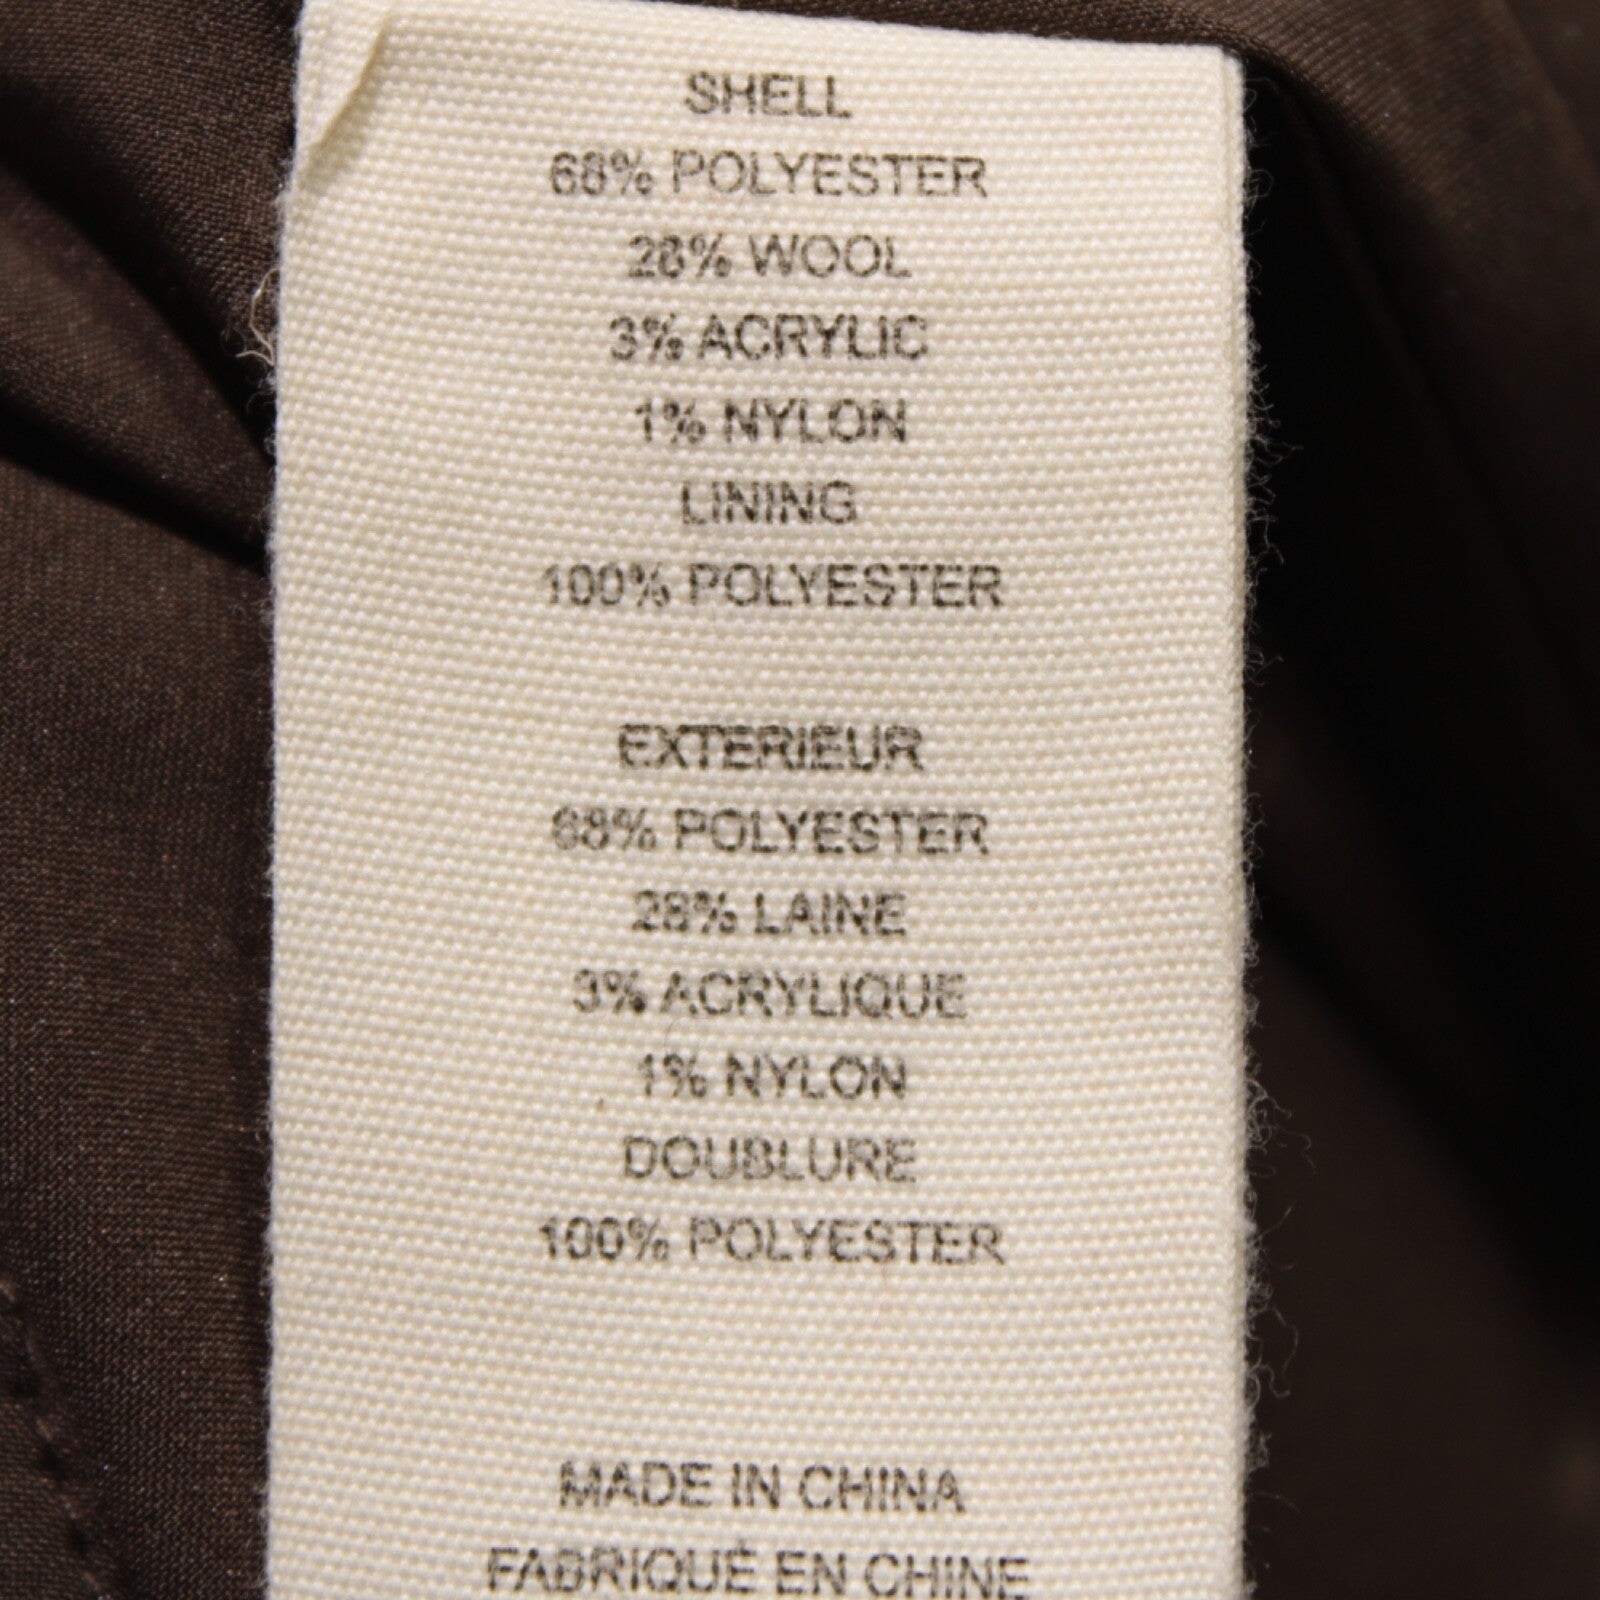 SHELL
68% POLYESTER
28% WOOL
3% ACRYLIC
1% NYLON
LINING
100% POLYESTER
EXTERIEUR
68% POLYESTER
28% LAINE
3% ACRYLIQUE
1% NYLON
DOUBLURE
100% POLYESTER
MADE IN CHINA
FABRIQUÉ EN CHINE